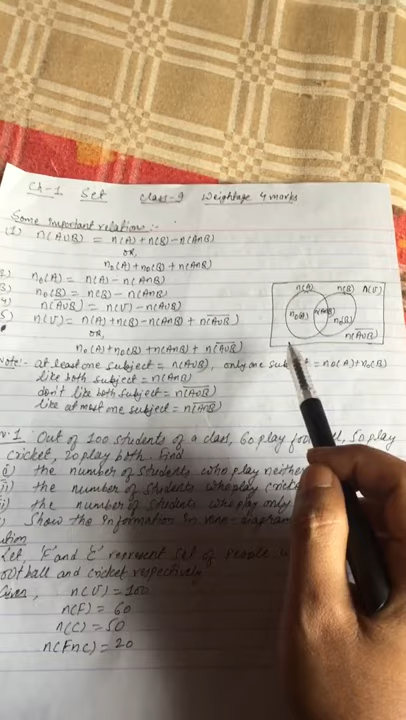 Ch-1 Set Class-9 Weightage 4 marks
Some important relation:-
(1) n(A∪B) = n(A)+n(B)-n(A∩B)
or,
n₀(A)+n₀(B)+n(A∩B)
2) n₀(A) = n(A)-n(A∩B)
3) n₀(B) = n(B)-n(A∩B)
4) n(A̅∪̅B̅) = n(U)-n(A∪B)
5) n(U) = n(A)+n(B)-n(A∩B)+n(A̅∪̅B̅)
or,
n₀(A)+n₀(B)+n(A∩B)+n(A̅∪̅B̅)
n(A) n(B) n(U)
n₀(A) n(A∩B) n₀(B)
n(A̅∪̅B̅)
Note:- at least one subject = n(A∪B), only one = n₀(A)+n₀(B)
like both subject = n(A∩B)
don't like both subject = n(A̅∪̅B̅)
like at most one subject = n(A̅∩̅B̅)
1 Out of 100 students of a class, 60 play 50 play
cricket, 20 play both. Find
i) the number of students who play neither
ii) the number of students who play
the number of students who play only
Show the information in venn-diagram
Let, 'F' and 'C' represent set of people
football and cricket respectively
Given, n(U) = 100
n(F) = 60
n(C) = 50
n(F∩C) = 20